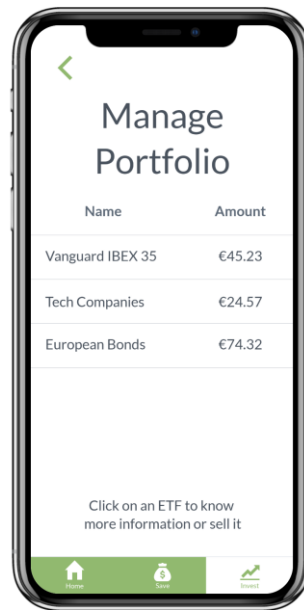 Manage
Portfolio
Name Amount
Vanguard IBEX 35 €45.23
Tech Companies €24.57
European Bonds €74.32
Click on an ETF to know
more information or sell it
Home Save Invest